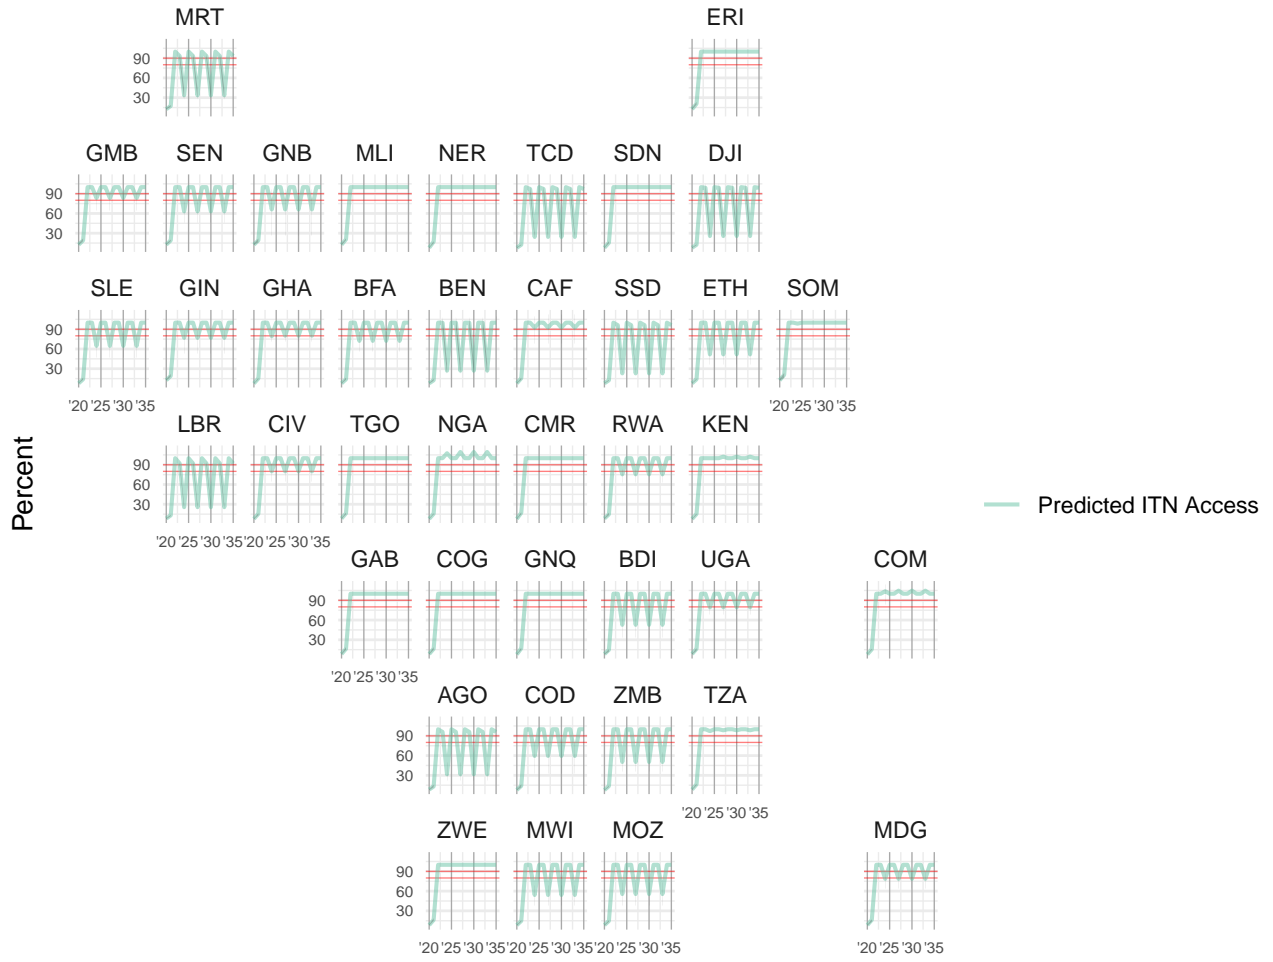 MRT ERI
90
60
30
GMB SEN GNB MLI NER TCD SDN DJI
90
60
30
SLE GIN GHA BFA BEN CAF SSD ETH SOM
90
60
30
'20 '25 '30 '35 '20 '25 '30 '35
LBR CIV TGO NGA CMR RWA KEN
90
60
30
'20 '25 '30 '35 '20 '25 '30 '35
GAB COG GNQ BDI UGA COM
90
60
30
'20 '25 '30 '35
AGO COD ZMB TZA
90
60
30
'20 '25 '30 '35
ZWE MWI MOZ MDG
90
60
30
'20 '25 '30 '35 '20 '25 '30 '35 '20 '25 '30 '35 '20 '25 '30 '35
Percent
Predicted ITN Access